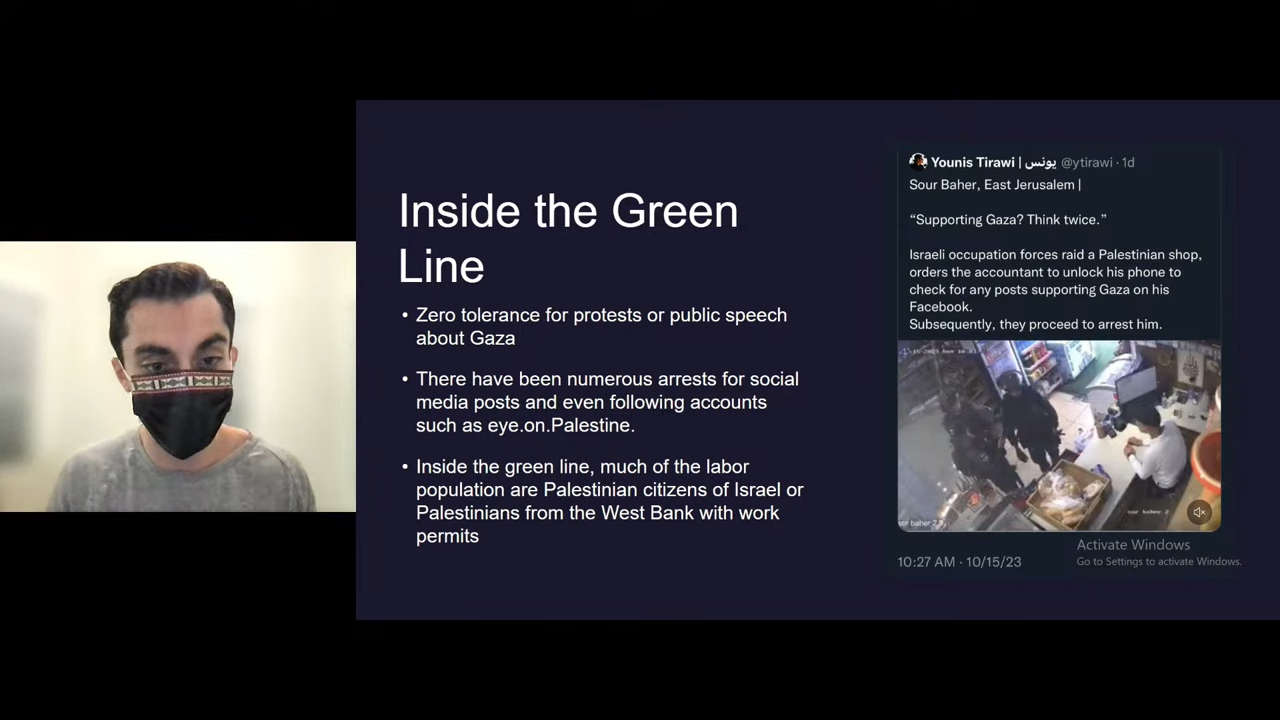 Inside the Green
Line
• Zero tolerance for protests or public speech
about Gaza
• There have been numerous arrests for social
media posts and even following accounts
such as eye.on.Palestine.
• Inside the green line, much of the labor
population are Palestinian citizens of Israel or
Palestinians from the West Bank with work
permits
Younis Tirawi | يونس @ytirawi · 1d
Sour Baher, East Jerusalem |
“Supporting Gaza? Think twice.”
Israeli occupation forces raid a Palestinian shop,
orders the accountant to unlock his phone to
check for any posts supporting Gaza on his
Facebook.
Subsequently, they proceed to arrest him.
sor baher 2
10:27 AM · 10/15/23
Activate Windows
Go to Settings to activate Windows.